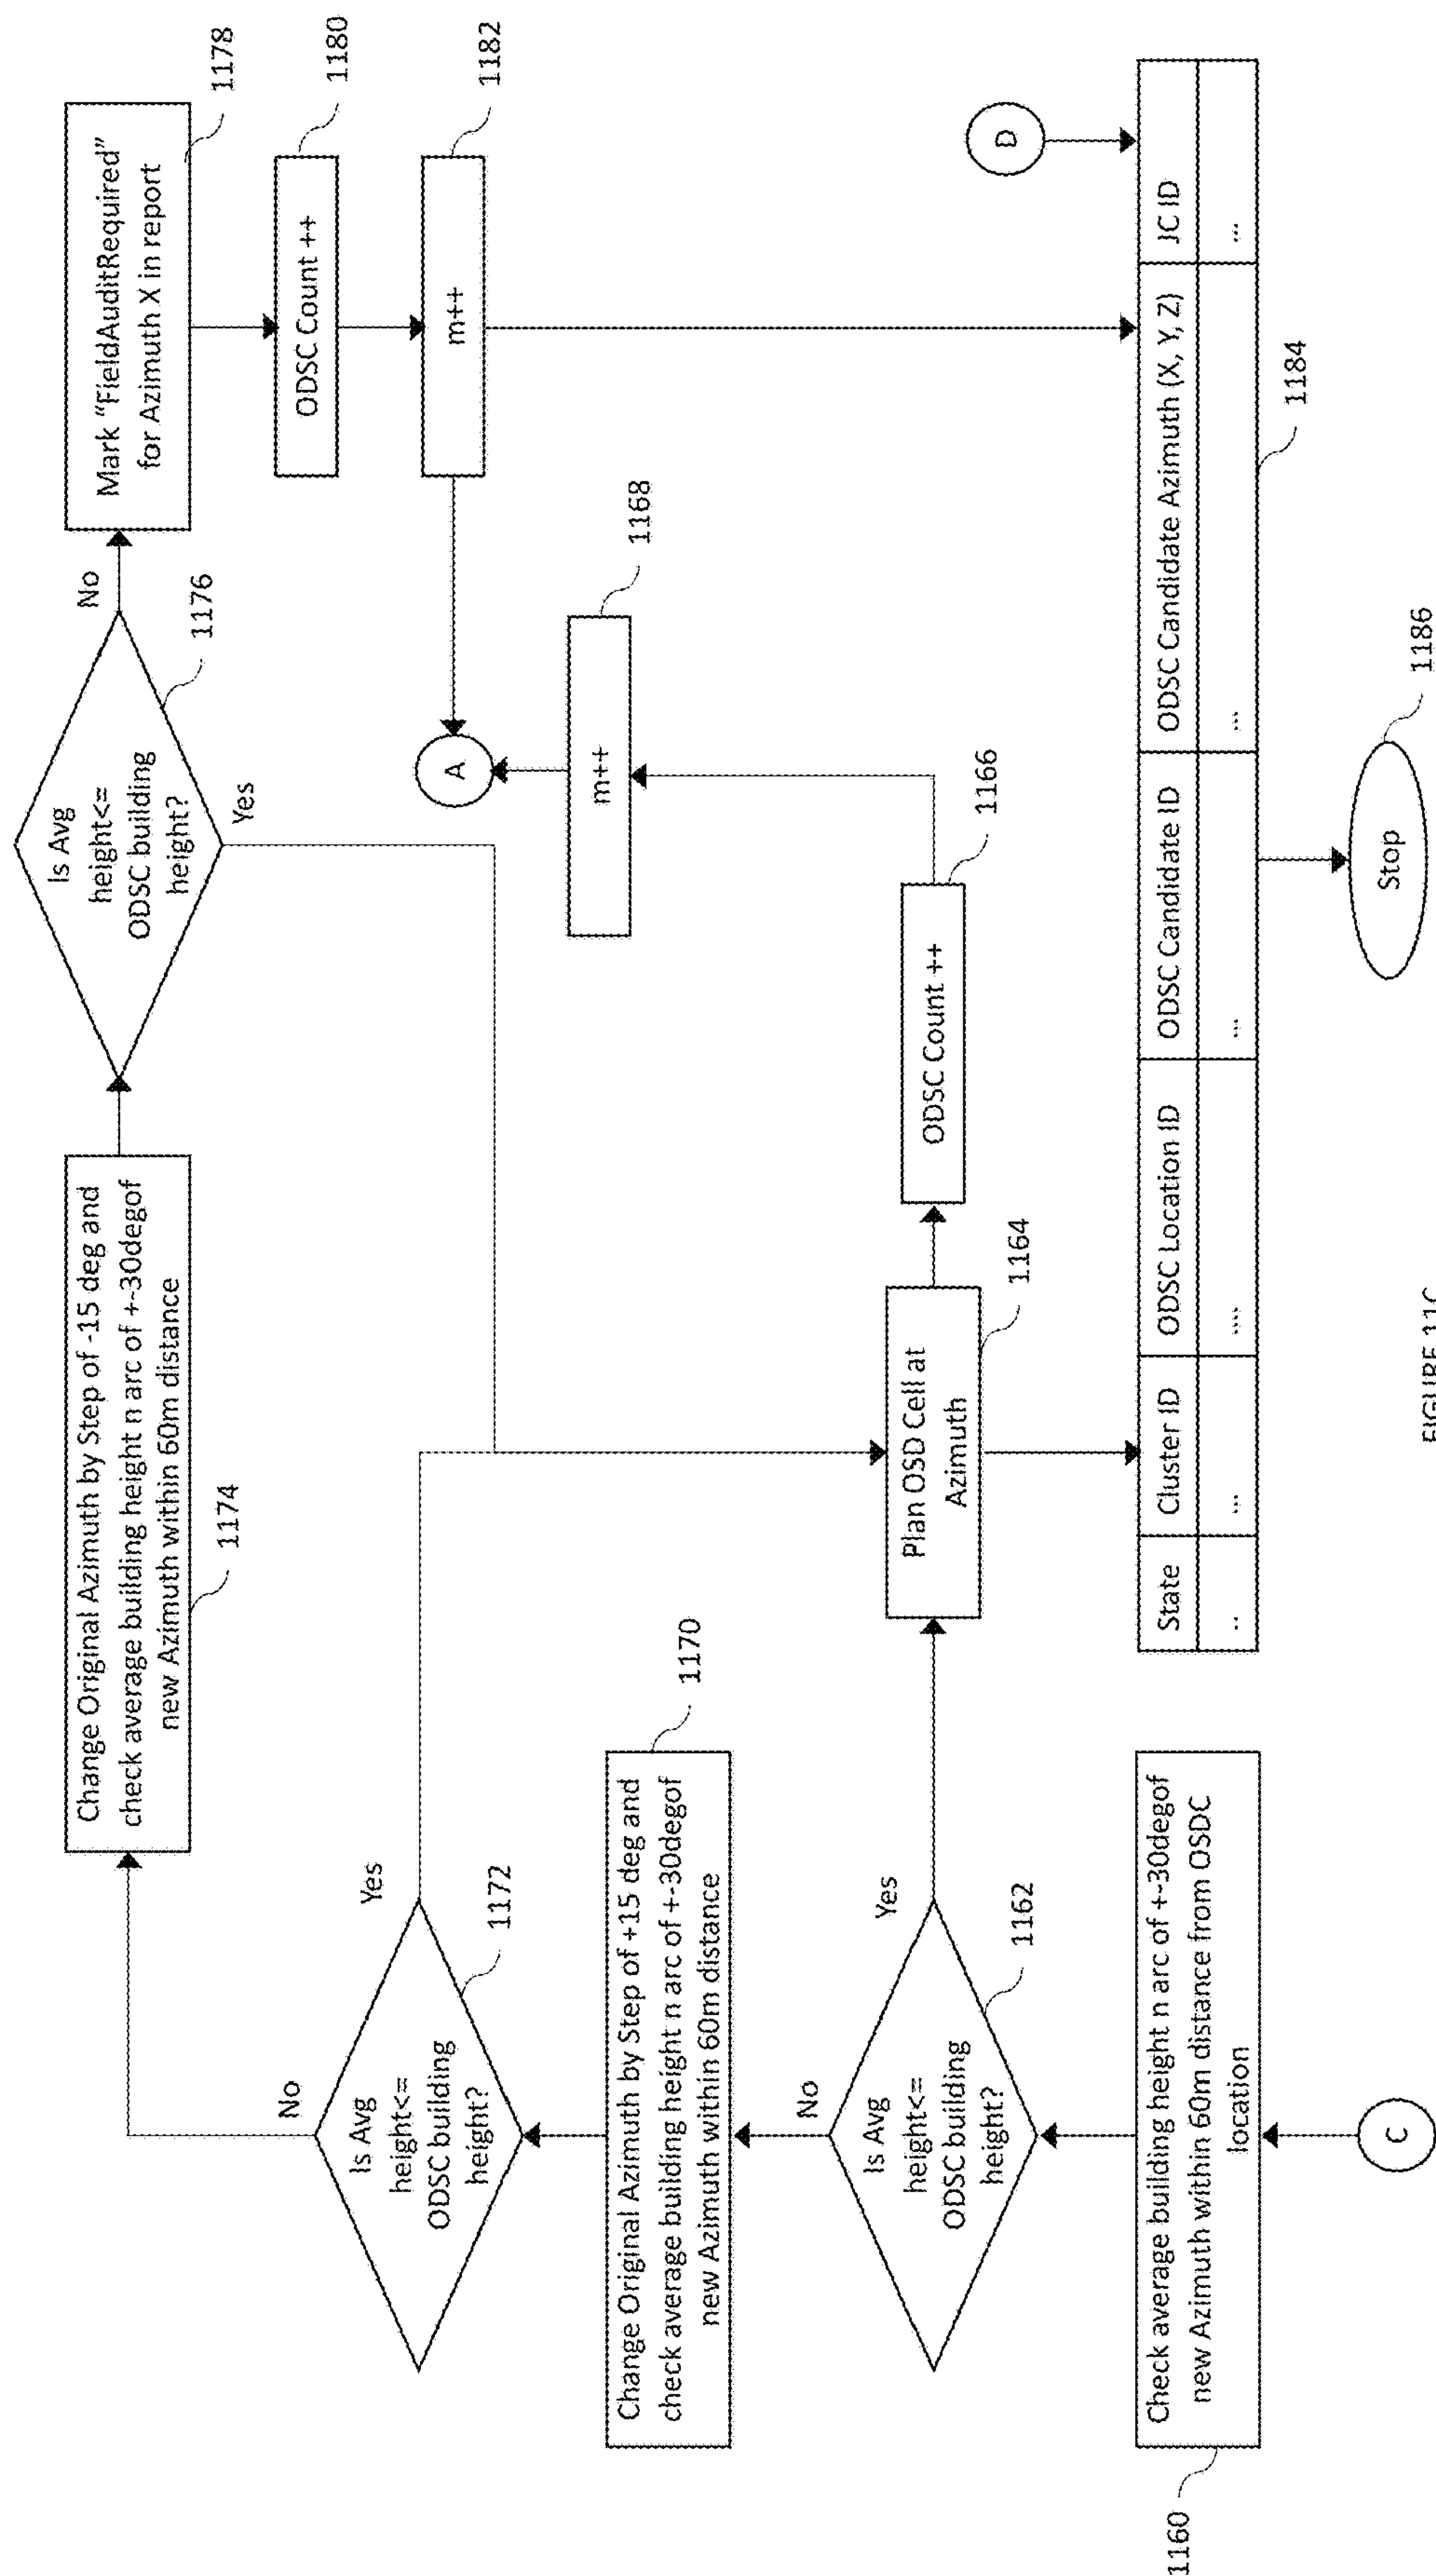 Change Original Azimuth by Step of -15 deg and
check average building height n arc of +-30degof
new Azimuth within 60m distance
1174
Is Avg
height<=
ODSC building
height?
No
Yes
1176
Mark “FieldAuditRequired”
for Azimuth X in report
1178
ODSC Count ++
1180
m++
1182
Is Avg
height<=
ODSC building
height?
No
Yes
1172
A
m++
1168
Change Original Azimuth by Step of +15 deg and
check average building height n arc of +-30degof
new Azimuth within 60m distance
1170
Is Avg
height<=
ODSC building
height?
No
Yes
1162
Plan OSD Cell at
Azimuth
1164
ODSC Count ++
1166
D
Check average building height n arc of +-30degof
new Azimuth within 60m distance from OSDC
location
1160
C
State Cluster ID ODSC Location ID ODSC Candidate ID ODSC Candidate Azimuth (X, Y, Z) JC ID
.. ... .... ... ... ...
1184
Stop
1186
FIGURE 11C